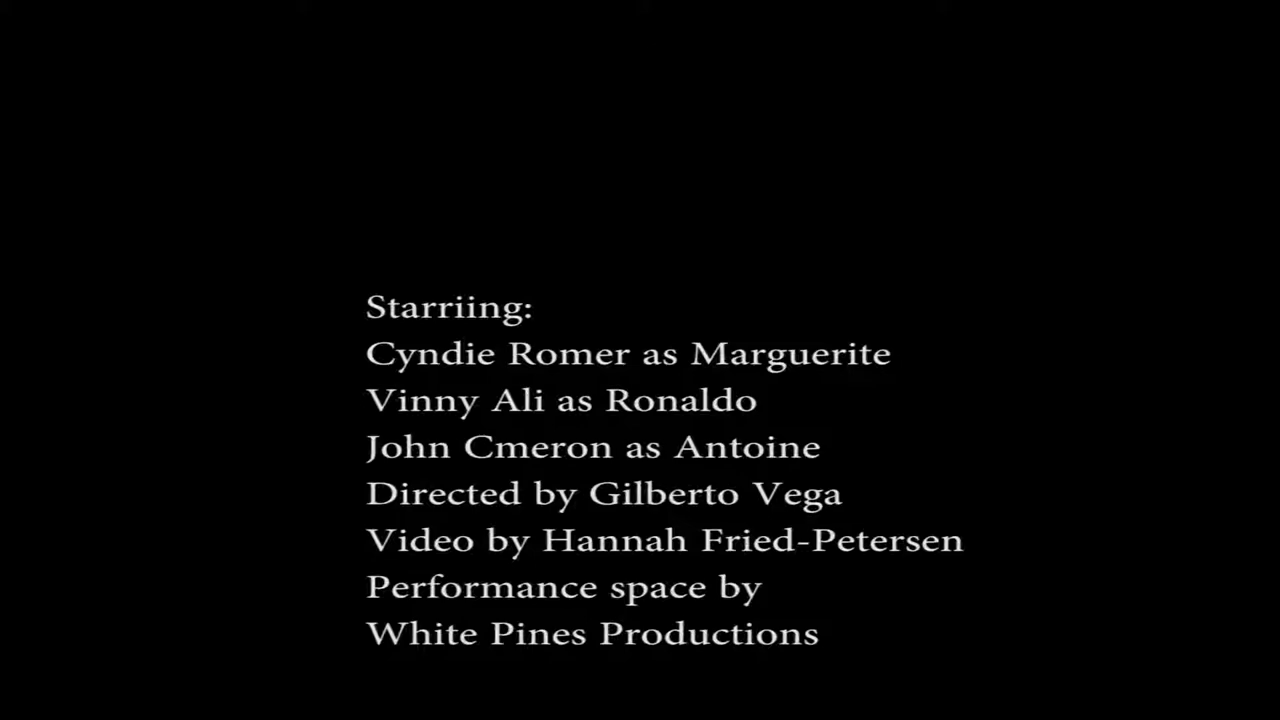 Starriing:
Cyndie Romer as Marguerite
Vinny Ali as Ronaldo
John Cmeron as Antoine
Directed by Gilberto Vega
Video by Hannah Fried-Petersen
Performance space by
White Pines Productions